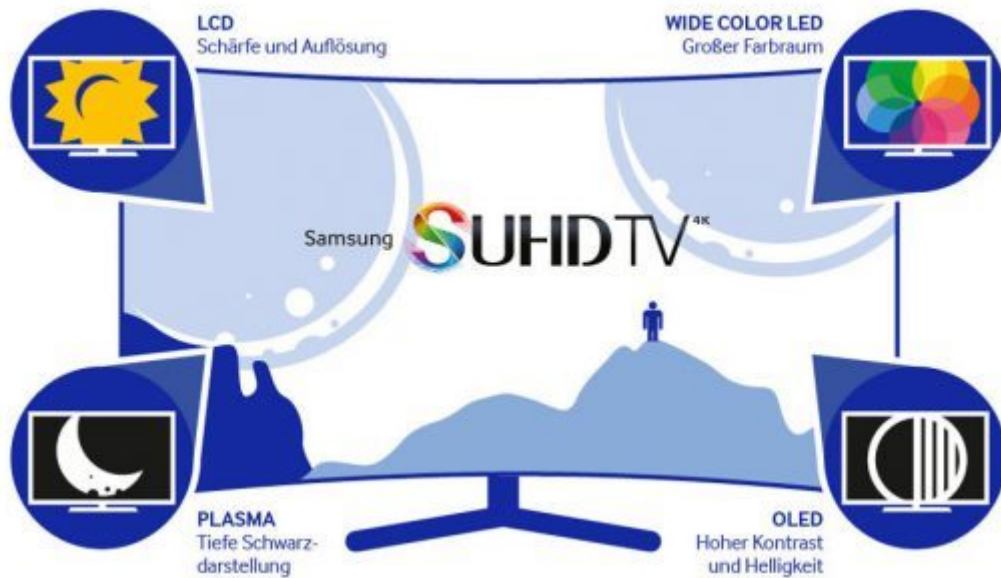 LCD
Schärfe und Auflösung
WIDE COLOR LED
Großer Farbraum
Samsung SUHDTV 4K
PLASMA
Tiefe Schwarz-
darstellung
OLED
Hoher Kontrast
und Helligkeit